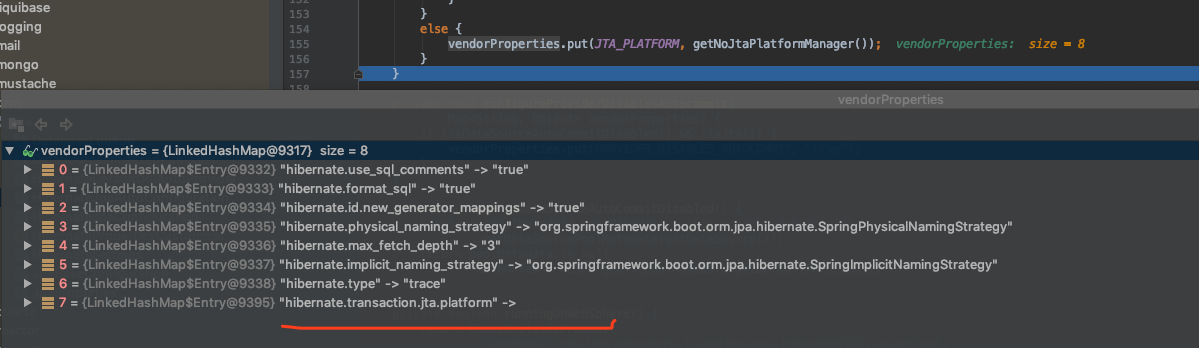 iquibase
ogging
mail
mongo
mustache
9152 }
153 }
154 else {
155 vendorProperties.put(JTA_PLATFORM, getNoJtaPlatformManager()); vendorProperties: size = 8
156 }
157 }
158
vendorProperties
vendorProperties = {LinkedHashMap@9317} size = 8
0 = {LinkedHashMap$Entry@9332} "hibernate.use_sql_comments" -> "true"
1 = {LinkedHashMap$Entry@9333} "hibernate.format_sql" -> "true"
2 = {LinkedHashMap$Entry@9334} "hibernate.id.new_generator_mappings" -> "true"
3 = {LinkedHashMap$Entry@9335} "hibernate.physical_naming_strategy" -> "org.springframework.boot.orm.jpa.hibernate.SpringPhysicalNamingStrategy"
4 = {LinkedHashMap$Entry@9336} "hibernate.max_fetch_depth" -> "3"
5 = {LinkedHashMap$Entry@9337} "hibernate.implicit_naming_strategy" -> "org.springframework.boot.orm.jpa.hibernate.SpringImplicitNamingStrategy"
6 = {LinkedHashMap$Entry@9338} "hibernate.type" -> "trace"
7 = {LinkedHashMap$Entry@9395} "hibernate.transaction.jta.platform" ->